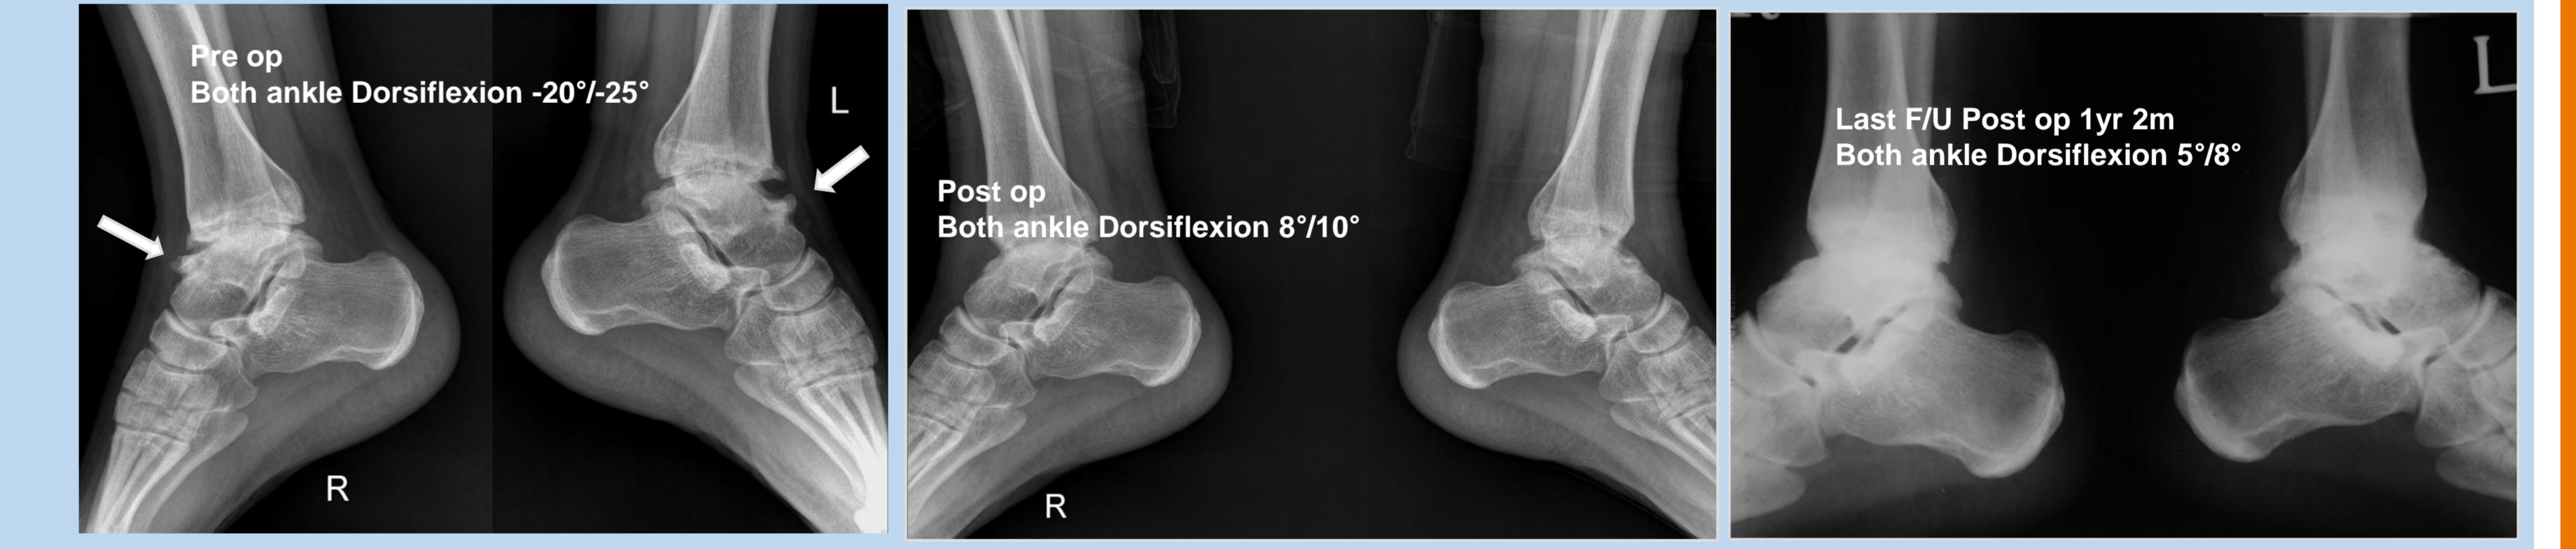 Pre op
Both ankle Dorsiflexion -20°/-25°
L
R
Post op
Both ankle Dorsiflexion 8°/10°
R
Last F/U Post op 1yr 2m
Both ankle Dorsiflexion 5°/8°
L